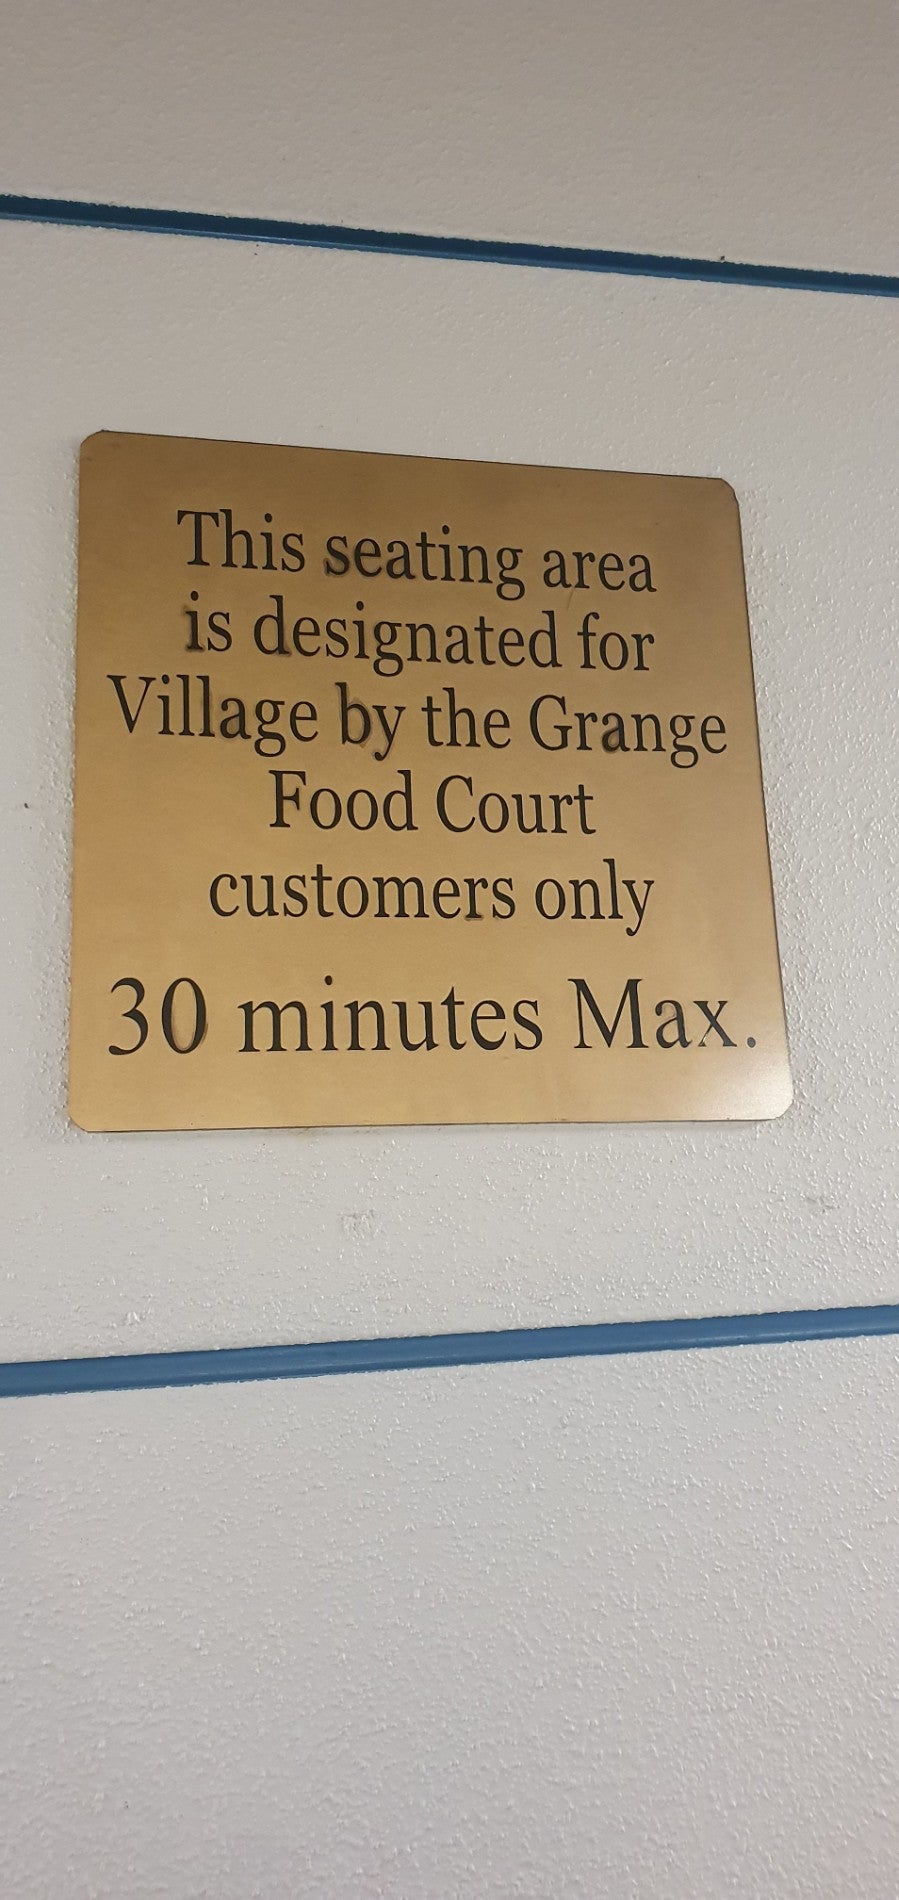 This seating area
is designated for
Village by the Grange
Food Court
customers only
30 minutes Max.